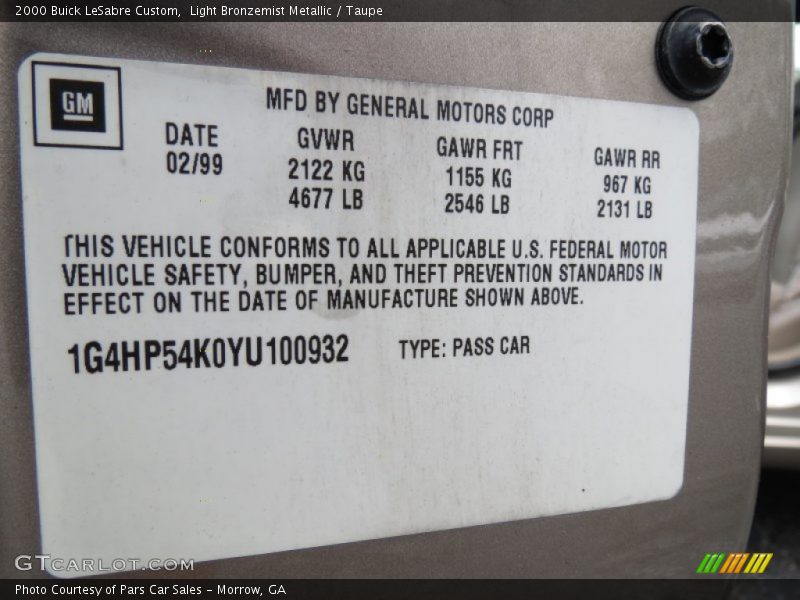 2000 Buick LeSabre Custom,  Light Bronzemist Metallic / Taupe
GM
MFD BY GENERAL MOTORS CORP
DATE GVWR GAWR FRT GAWR RR
02/99 2122 KG 1155 KG 967 KG
4677 LB 2546 LB 2131 LB
THIS VEHICLE CONFORMS TO ALL APPLICABLE U.S. FEDERAL MOTOR
VEHICLE SAFETY, BUMPER, AND THEFT PREVENTION STANDARDS IN
EFFECT ON THE DATE OF MANUFACTURE SHOWN ABOVE.
1G4HP54K0YU100932 TYPE: PASS CAR
GTCARLOT.COM
Photo Courtesy of Pars Car Sales - Morrow, GA